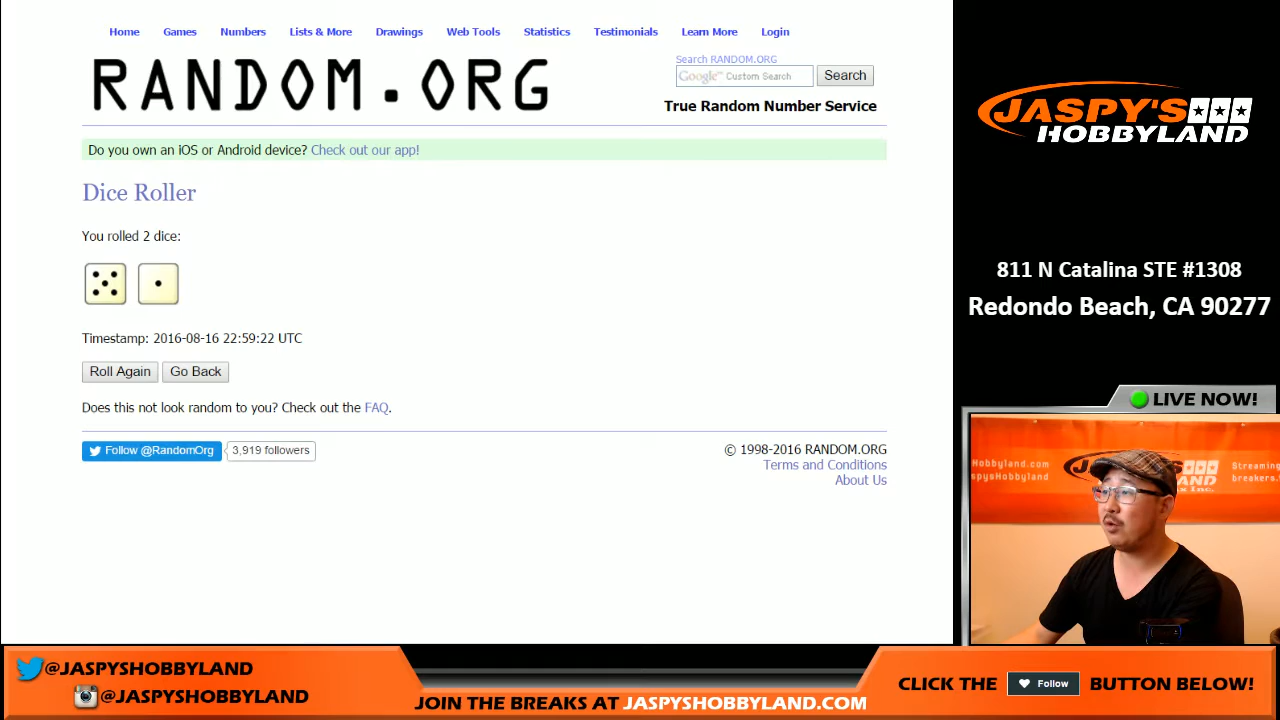 Home Games Numbers Lists & More Drawings Web Tools Statistics Testimonials Learn More Login
RANDOM.ORG
Search RANDOM.ORG
Google™ Custom Search Search
True Random Number Service
Do you own an iOS or Android device? Check out our app!
Dice Roller
You rolled 2 dice:
Timestamp: 2016-08-16 22:59:22 UTC
Roll Again Go Back
Does this not look random to you? Check out the FAQ.
Follow @RandomOrg 3,919 followers
© 1998-2016 RANDOM.ORG
Terms and Conditions
About Us
JASPY'S
HOBBYLAND
811 N Catalina STE #1308
Redondo Beach, CA 90277
LIVE NOW!
Hobbyland.com
Streaming
breakers.
@JASPYSHOBBYLAND
@JASPYSHOBBYLAND
JOIN THE BREAKS AT JASPYSHOBBYLAND.COM
CLICK THE Follow BUTTON BELOW!